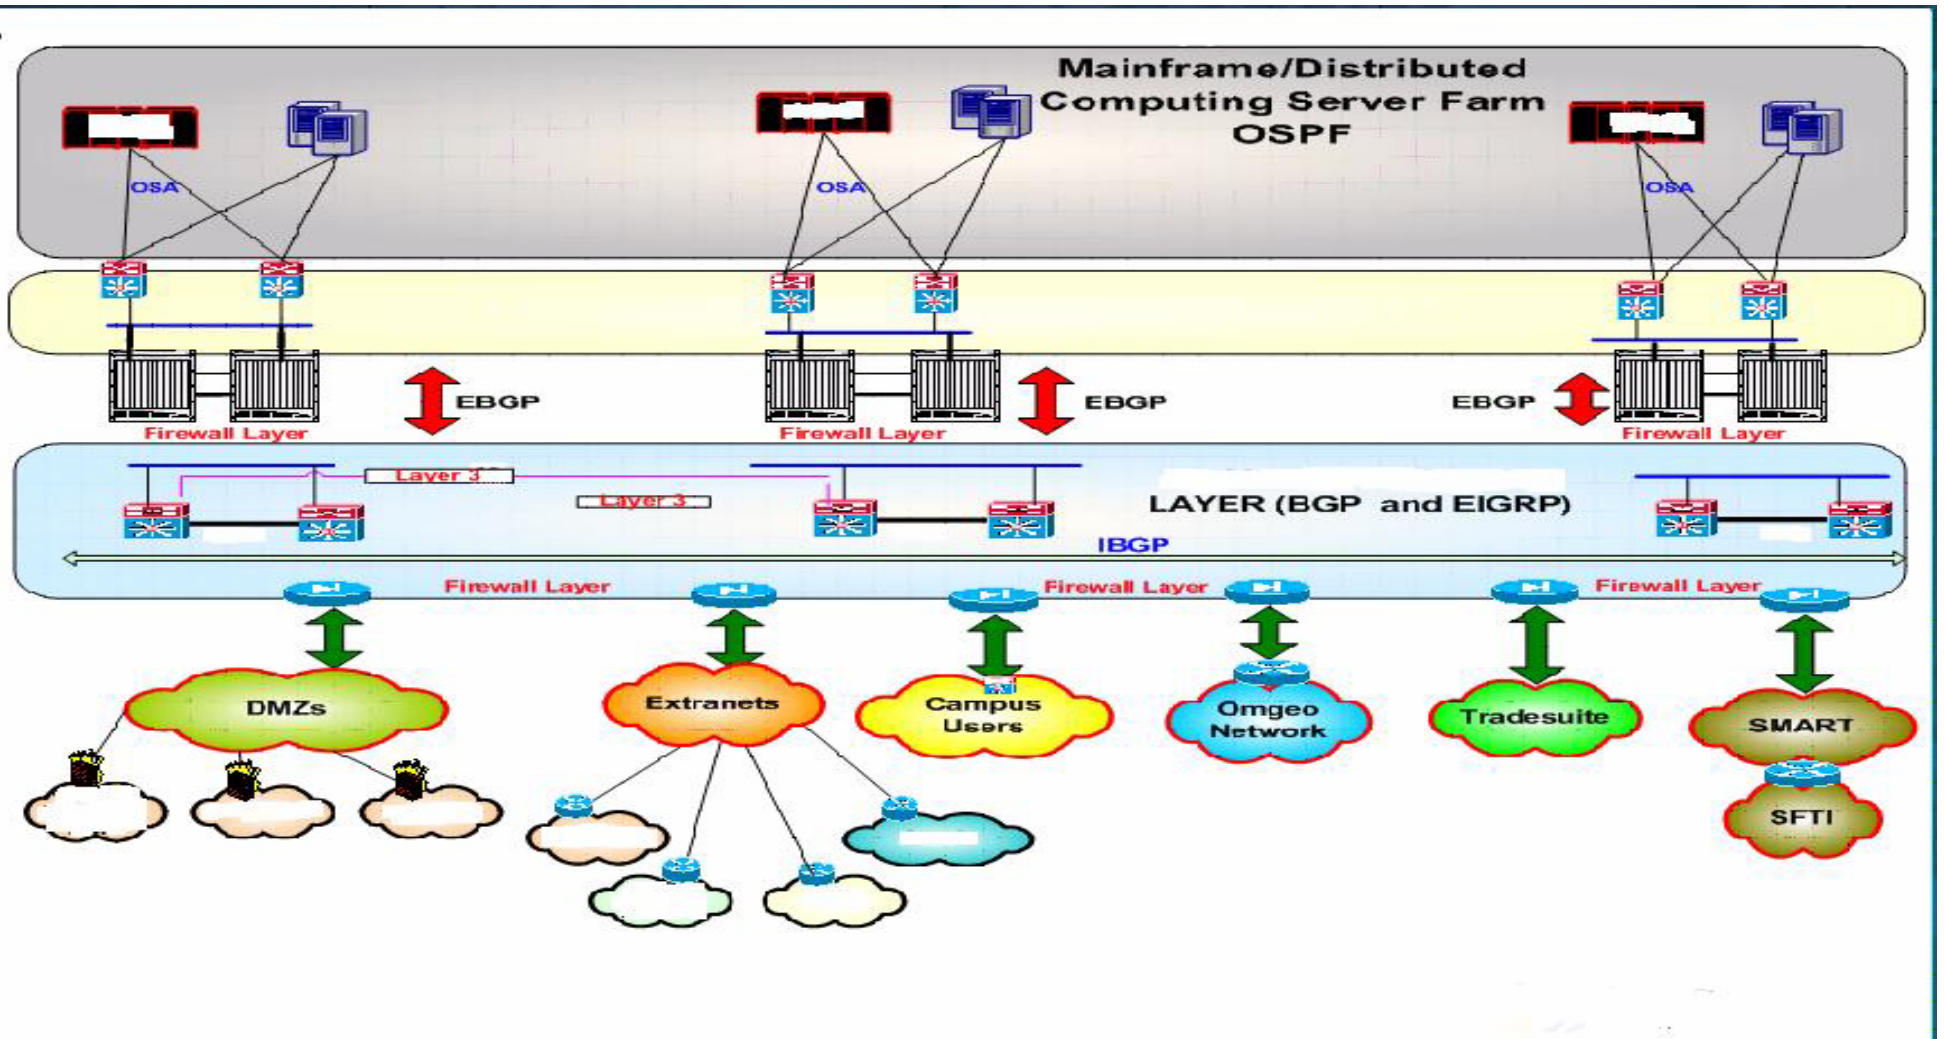 Mainframe/Distributed
Computing Server Farm
OSPF
OSA
OSA
OSA
EBGP
EBGP
EBGP
Firewall Layer
Firewall Layer
Firewall Layer
Layer 3
Layer 3
LAYER (BGP and EIGRP)
IBGP
Firewall Layer
Firewall Layer
Firewall Layer
DMZs
Extranets
Campus
Users
Omgeo
Network
Tradesuite
SMART
SFTI